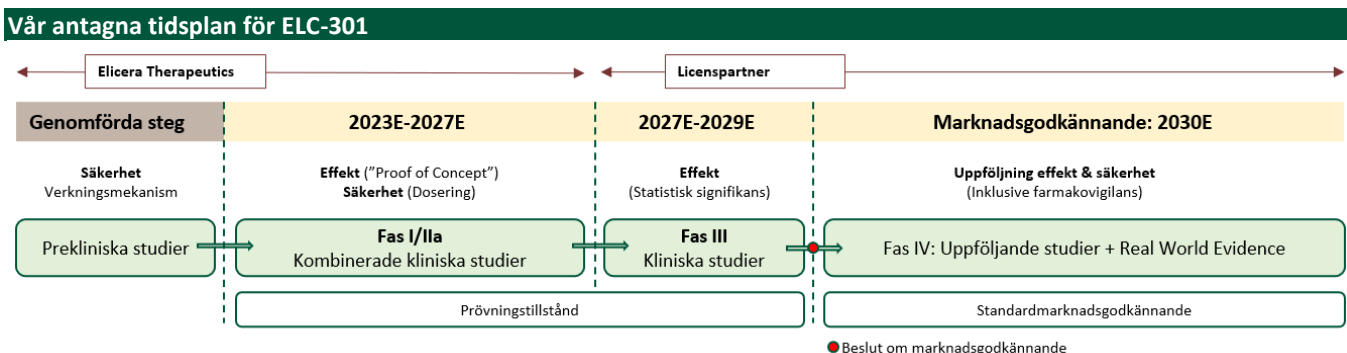 Vår antagna tidsplan för ELC-301
Elicera Therapeutics
Licenspartner
Genomförda steg
2023E-2027E
2027E-2029E
Marknadsgodkännande: 2030E
Säkerhet
Verkningsmekanism
Effekt (”Proof of Concept”)
Säkerhet (Dosering)
Effekt
(Statistisk signifikans)
Uppföljning effekt & säkerhet
(Inklusive farmakovigilans)
Prekliniska studier
Fas I/IIa
Kombinerade kliniska studier
Fas III
Kliniska studier
Fas IV: Uppföljande studier + Real World Evidence
Prövningstillstånd
Standardmarknadsgodkännande
Beslut om marknadsgodkännande